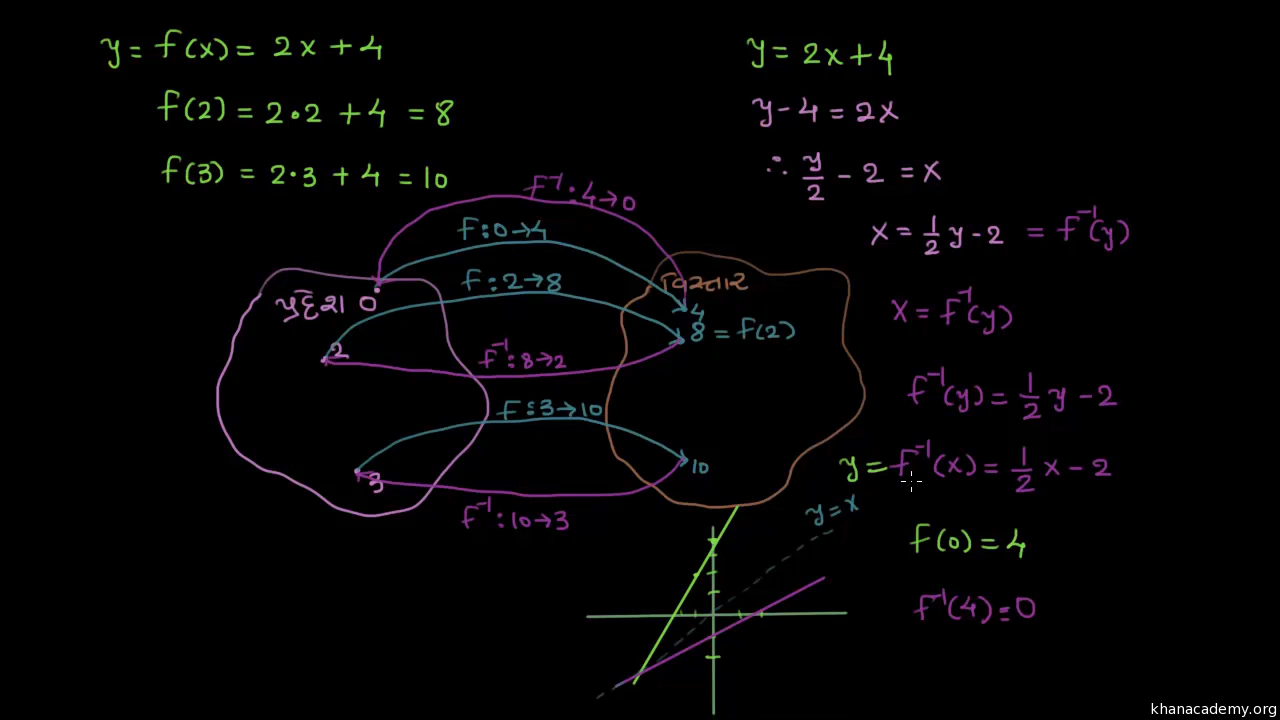 y = f(x) = 2x + 4
f(2) = 2·2 + 4 = 8
f(3) = 2·3 + 4 = 10
y = 2x + 4
y - 4 = 2x
∴ y/2 - 2 = x
x = 1/2 y - 2 = f⁻¹(y)
f⁻¹: 4→0
f: 0→4
f: 2→8
0
विस्तार
4
8 = f(2)
2
f⁻¹: 8→2
f: 3→10
3
10
f⁻¹: 10→3
x = f⁻¹(y)
f⁻¹(y) = 1/2 y - 2
y = f⁻¹(x) = 1/2 x - 2
y = x
f(0) = 4
f⁻¹(4) = 0
khanacademy.org